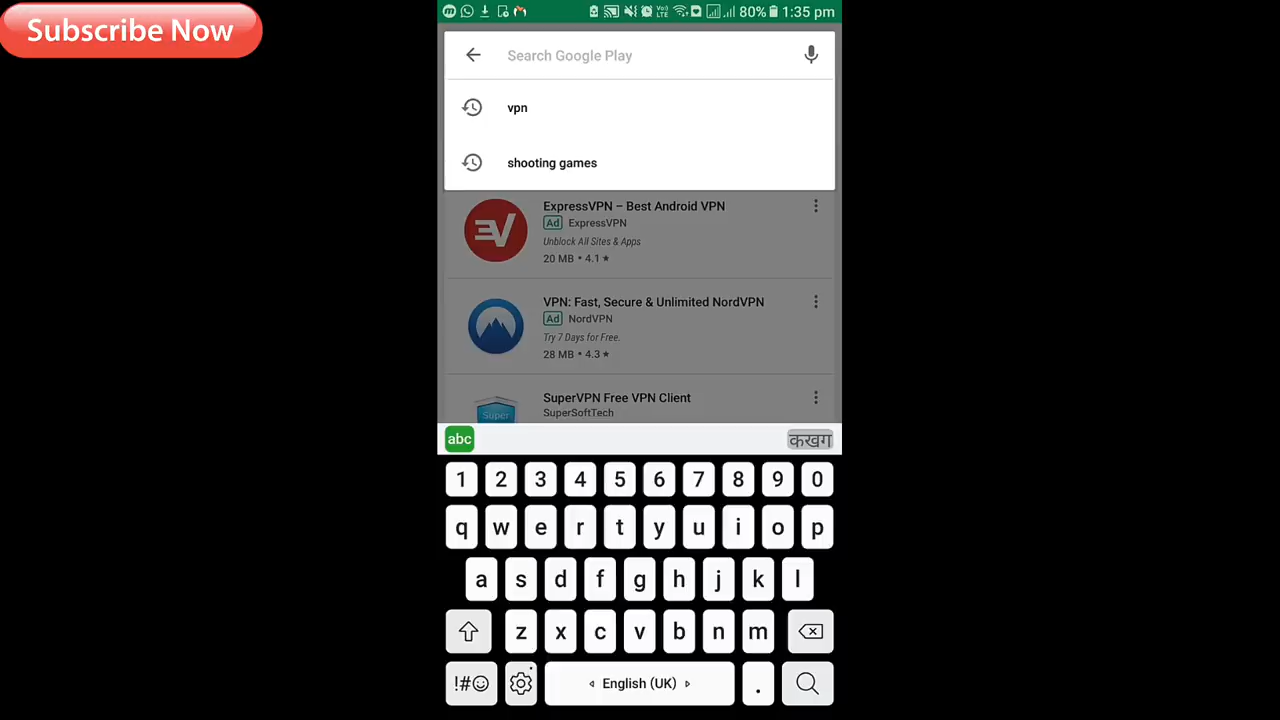 Subscribe Now
VoI) LTE 80% 1:35 pm
Search Google Play
vpn
shooting games
ExpressVPN – Best Android VPN
Ad ExpressVPN
Unblock All Sites & Apps
20 MB • 4.1 ★
VPN: Fast, Secure & Unlimited NordVPN
Ad NordVPN
Try 7 Days for Free.
28 MB • 4.3 ★
SuperVPN Free VPN Client
Super SuperSoftTech
abc कखग
1 2 3 4 5 6 7 8 9 0
q w e r t y u i o p
a s d f g h j k l
z x c v b n m
!#☺ English (UK) .